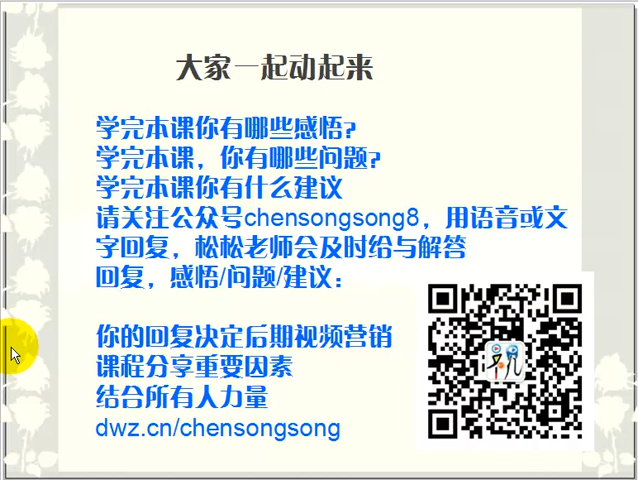 大家一起动起来
学完本课你有哪些感悟?
学完本课，你有哪些问题?
学完本课你有什么建议
请关注公众号chensongsong8，用语音或文
字回复，松松老师会及时给与解答
回复，感悟/问题/建议：
你的回复决定后期视频营销
课程分享重要因素
结合所有人力量
dwz.cn/chensongsong
视